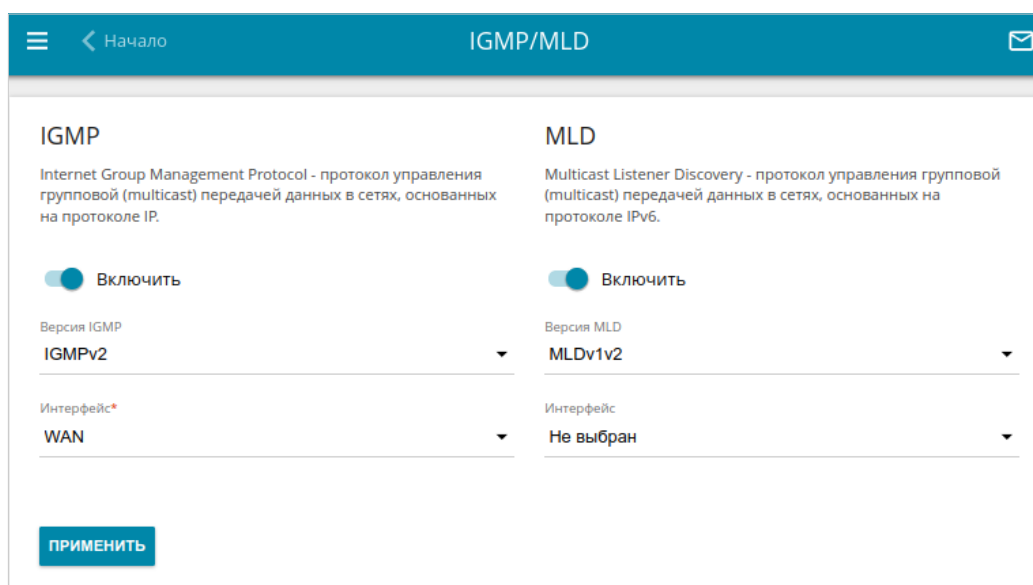 Начало
IGMP/MLD
IGMP
Internet Group Management Protocol - протокол управления
групповой (multicast) передачей данных в сетях, основанных
на протоколе IP.
Включить
Версия IGMP
IGMPv2
Интерфейс*
WAN
MLD
Multicast Listener Discovery - протокол управления групповой
(multicast) передачей данных в сетях, основанных на
протоколе IPv6.
Включить
Версия MLD
MLDv1v2
Интерфейс
Не выбран
ПРИМЕНИТЬ